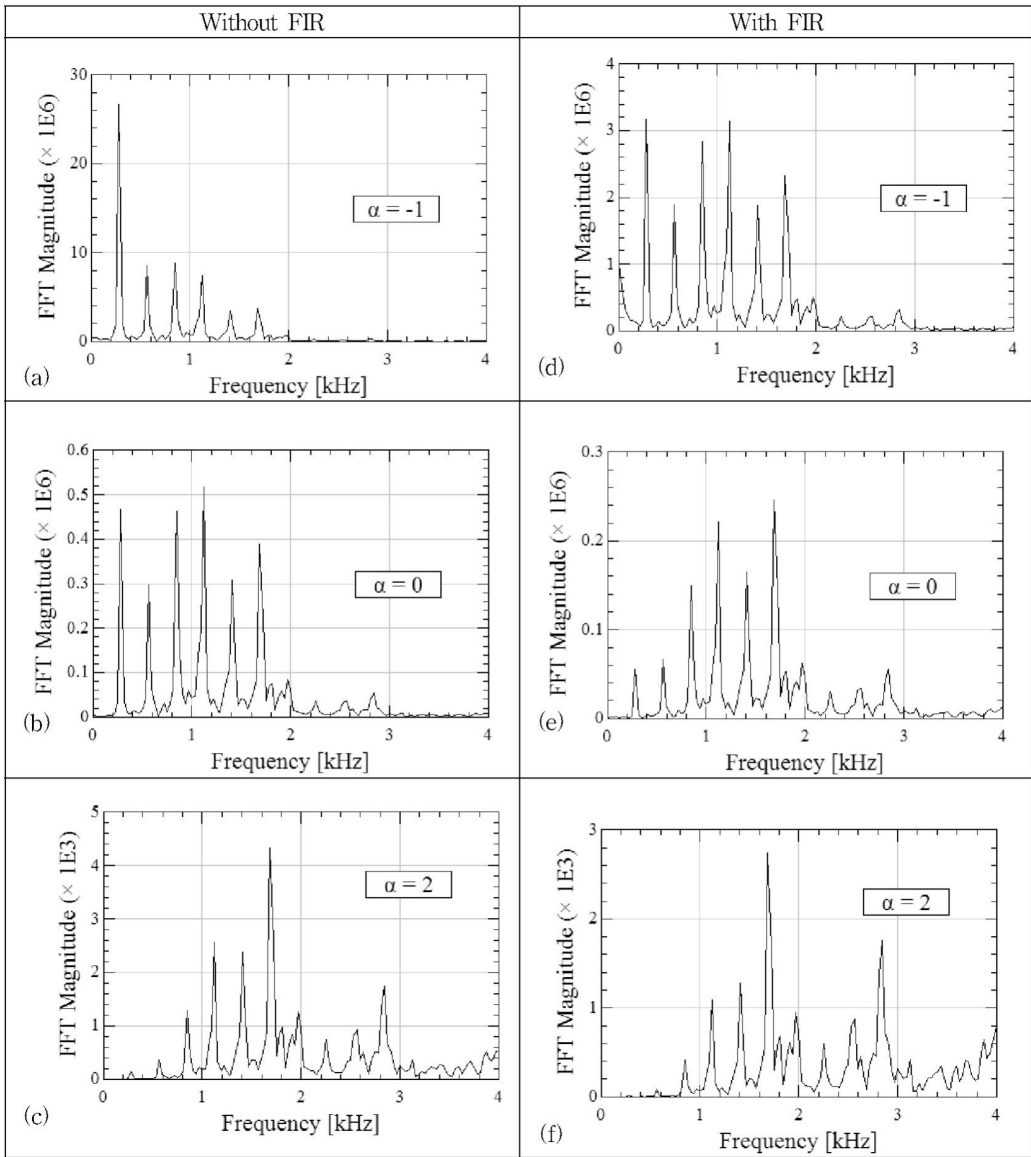 Without FIR
With FIR
FFT Magnitude (× 1E6)
30
20
10
0
α = -1
0 1 2 3 4
(a)
Frequency [kHz]
FFT Magnitude (× 1E6)
4
3
2
1
0
α = -1
0 1 2 3 4
(d)
Frequency [kHz]
FFT Magnitude (× 1E6)
0.6
0.5
0.4
0.3
0.2
0.1
0
α = 0
0 1 2 3 4
(b)
Frequency [kHz]
FFT Magnitude (× 1E6)
0.3
0.2
0.1
0
α = 0
0 1 2 3 4
(e)
Frequency [kHz]
FFT Magnitude (× 1E3)
5
4
3
2
1
0
α = 2
0 1 2 3 4
(c)
Frequency [kHz]
FFT Magnitude (× 1E3)
3
2
1
0
α = 2
0 1 2 3 4
(f)
Frequency [kHz]